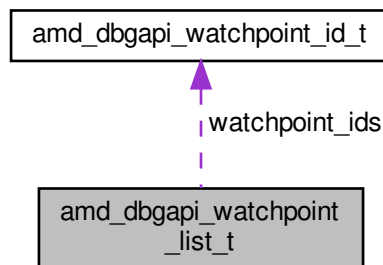 amd_dbgapi_watchpoint_id_t
watchpoint_ids
amd_dbgapi_watchpoint
_list_t